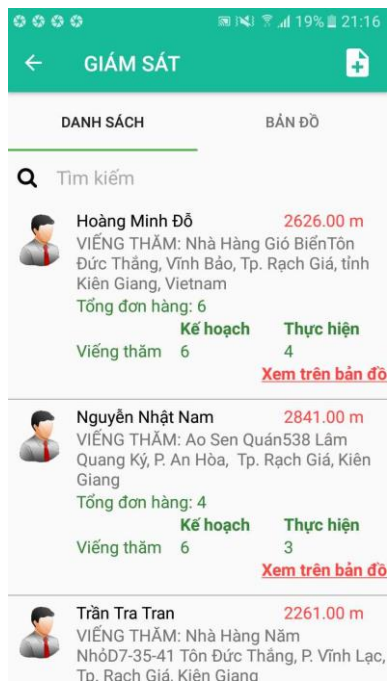 19% 21:16
GIÁM SÁT
DANH SÁCH BẢN ĐỒ
Tìm kiếm
Hoàng Minh Đỗ 2626.00 m
VIẾNG THĂM: Nhà Hàng Gió BiểnTôn
Đức Thắng, Vĩnh Bảo, Tp. Rạch Giá, tỉnh
Kiên Giang, Vietnam
Tổng đơn hàng: 6
Kế hoạch Thực hiện
Viếng thăm 6 4
Xem trên bản đồ
Nguyễn Nhật Nam 2841.00 m
VIẾNG THĂM: Ao Sen Quán538 Lâm
Quang Ký, P. An Hòa, Tp. Rạch Giá, Kiên
Giang
Tổng đơn hàng: 4
Kế hoạch Thực hiện
Viếng thăm 6 3
Xem trên bản đồ
Trần Tra Tran 2261.00 m
VIẾNG THĂM: Nhà Hàng Năm
NhỏD7-35-41 Tôn Đức Thắng, P. Vĩnh Lạc,
Tp. Rạch Giá, Kiên Giang